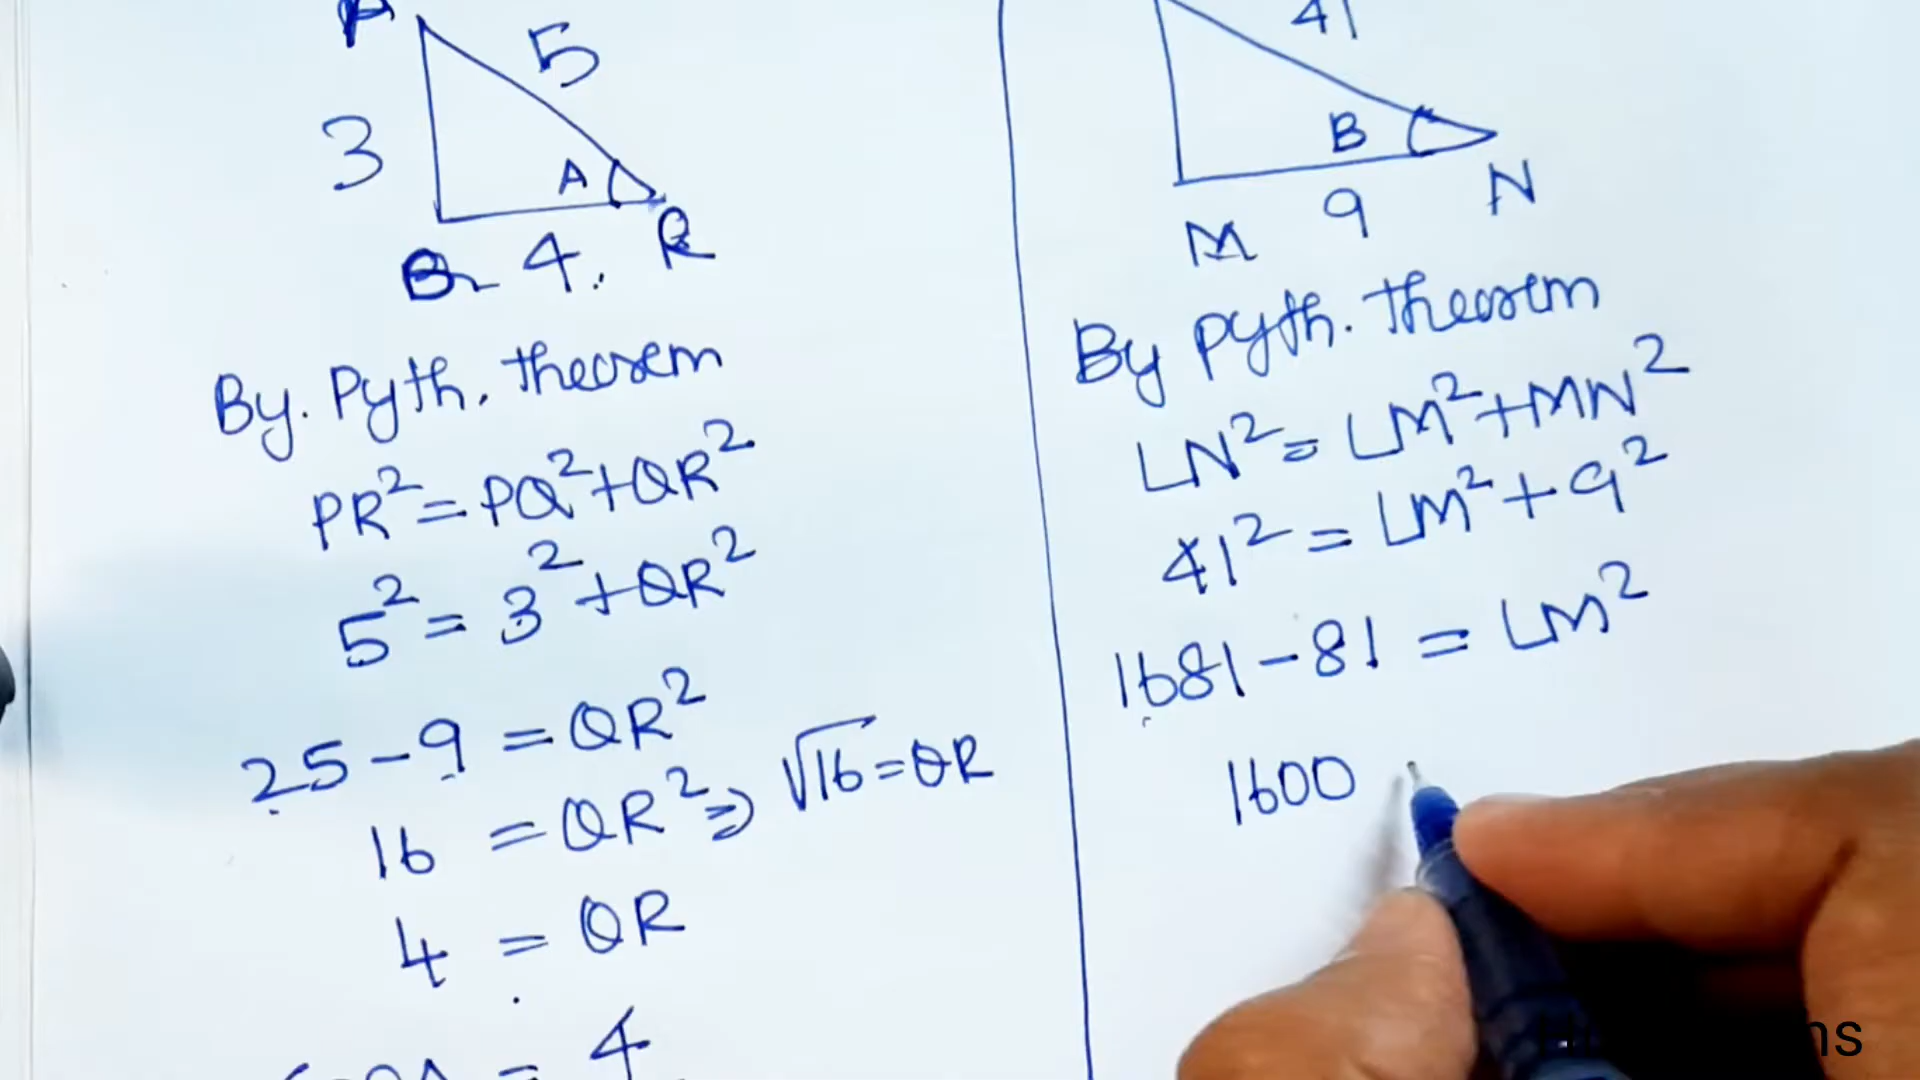 5
3
A
4.
R
By. Pyth. theorem
PR²=PQ²+QR²
5² = 3²+QR²
25-9 = QR²
16 = QR² ⇒ √16=QR
4 = QR
= 4
41
B
M 9 N
By Pyth. theorem
LN²=LM²+MN²
41² = LM²+9²
1681-81 = LM²
1600